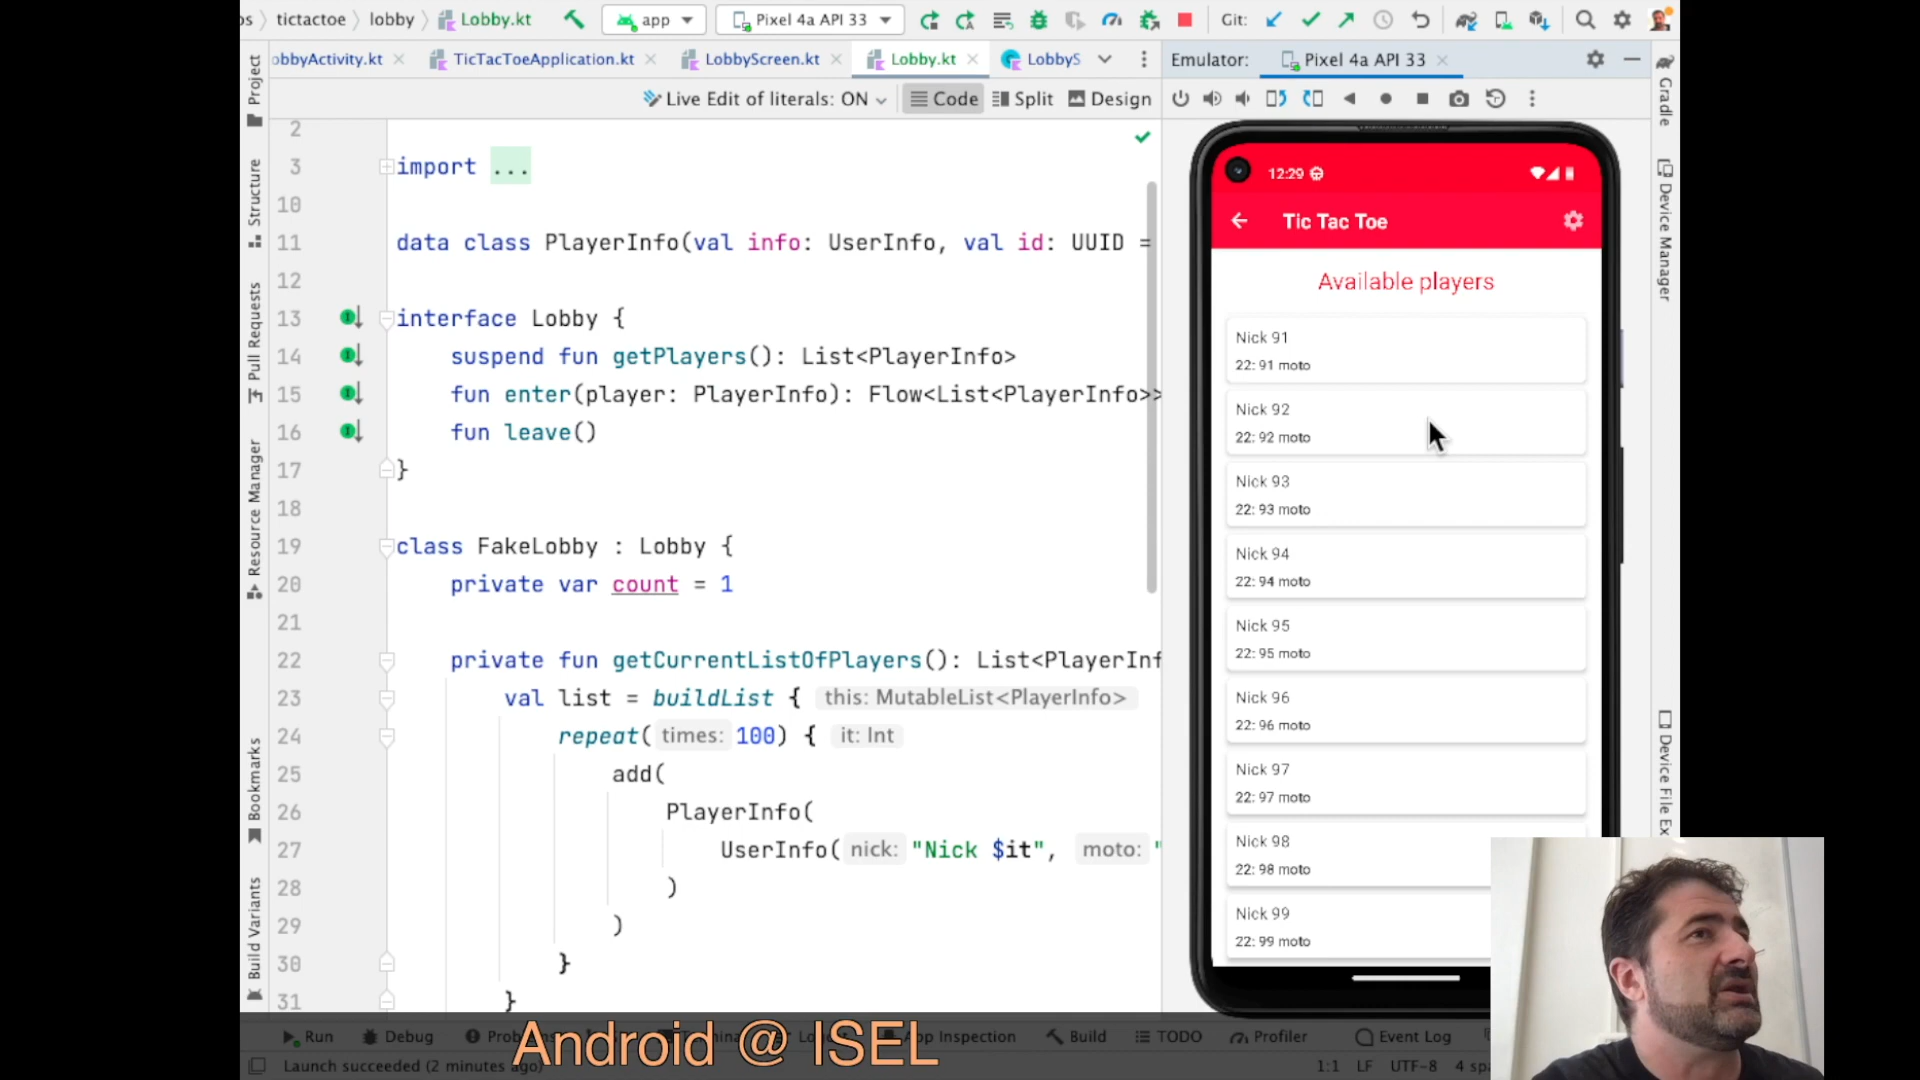 os
tictactoe
lobby
Lobby.kt
app
Pixel 4a API 33
Git:
obbyActivity.kt
TicTacToeApplication.kt
LobbyScreen.kt
Lobby.kt
LobbyS
Emulator:
Pixel 4a API 33
Live Edit of literals: ON
Code
Split
Design
Project
Structure
Pull Requests
Resource Manager
Bookmarks
Build Variants
2
3 import ...
10
11 data class PlayerInfo(val info: UserInfo, val id: UUID =
12
13 interface Lobby {
14 suspend fun getPlayers(): List<PlayerInfo>
15 fun enter(player: PlayerInfo): Flow<List<PlayerInfo>>
16 fun leave()
17 }
18
19 class FakeLobby : Lobby {
20 private var count = 1
21
22 private fun getCurrentListOfPlayers(): List<PlayerInf
23 val list = buildList { this: MutableList<PlayerInfo>
24 repeat( times: 100) { it: Int
25 add(
26 PlayerInfo(
27 UserInfo( nick: "Nick $it", moto: "
28 )
29 )
30 }
31 }
12:29
Tic Tac Toe
Available players
Nick 91
22: 91 moto
Nick 92
22: 92 moto
Nick 93
22: 93 moto
Nick 94
22: 94 moto
Nick 95
22: 95 moto
Nick 96
22: 96 moto
Nick 97
22: 97 moto
Nick 98
22: 98 moto
Nick 99
22: 99 moto
Gradle
Device Manager
Device File Ex
Run
Debug
App Inspection
Build
TODO
Profiler
Event Log
Android @ ISEL
Launch succeeded (2 minutes ago)
1:1
LF
UTF-8
4 spa